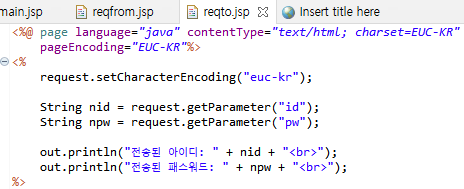 main.jsp reqfrom.jsp reqto.jsp Insert title here
<%@ page language="java" contentType="text/html; charset=EUC-KR"
pageEncoding="EUC-KR"%>
<%
request.setCharacterEncoding("euc-kr");
String nid = request.getParameter("id");
String npw = request.getParameter("pw");
out.println("전송된 아이디: " + nid + "<br>");
out.println("전송된 패스워드: " + npw + "<br>");
%>